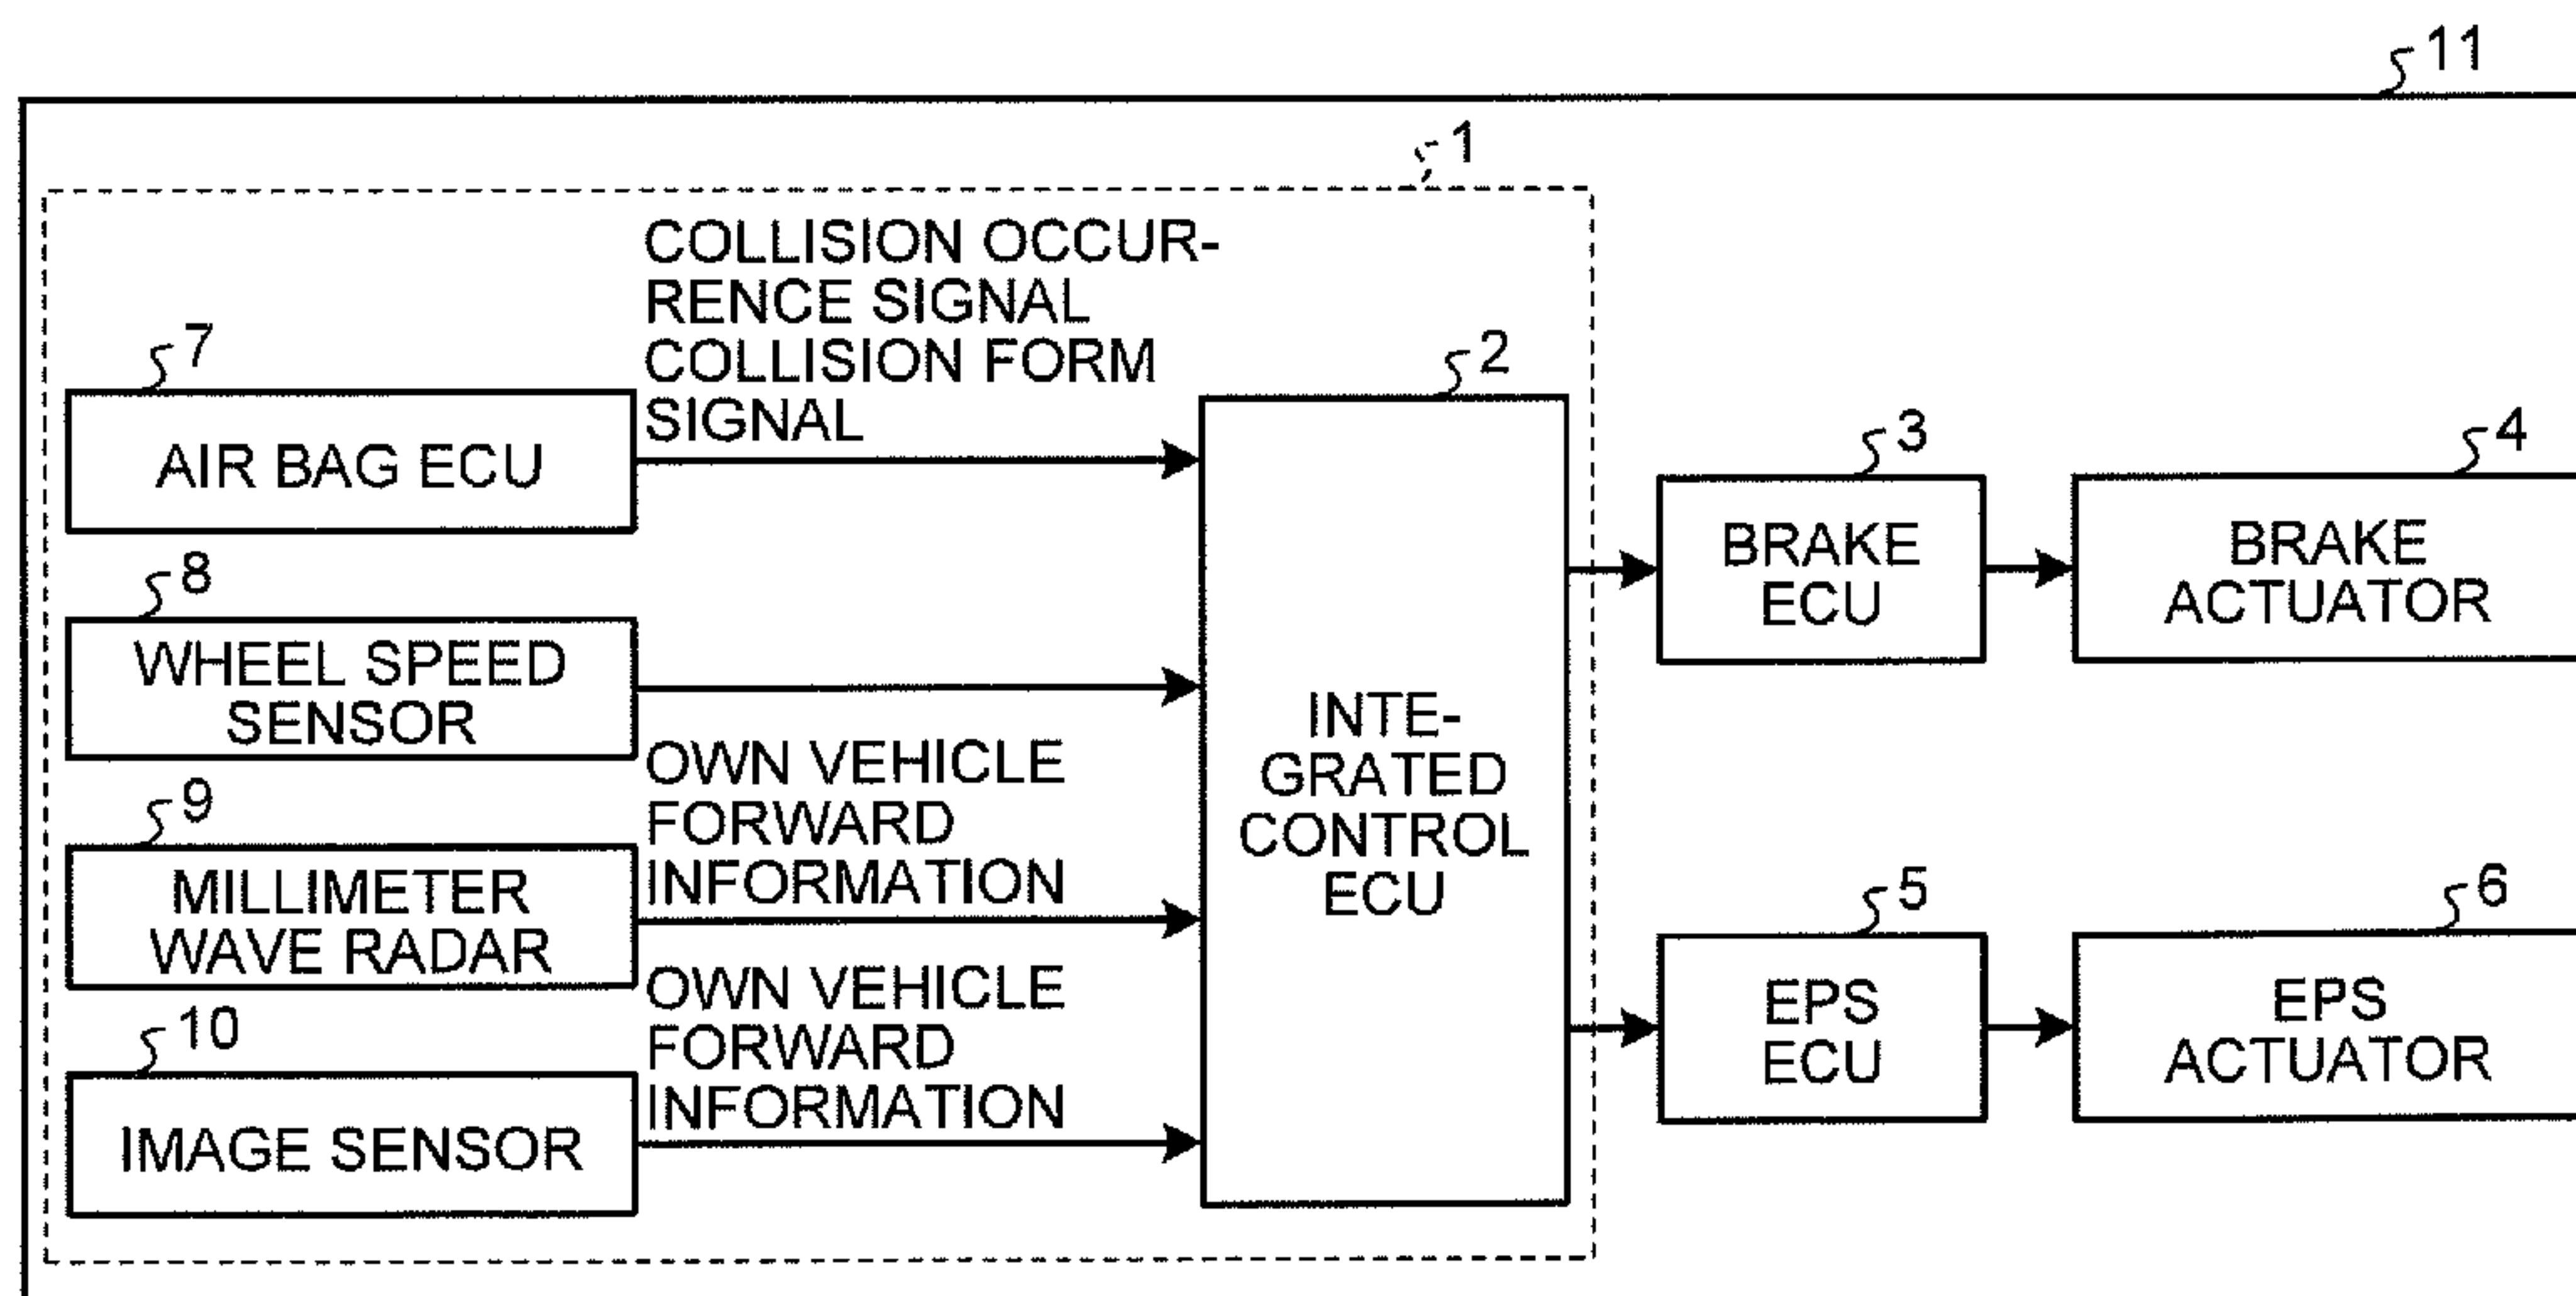 11
1
COLLISION OCCUR-
RENCE SIGNAL
COLLISION FORM
SIGNAL
7
AIR BAG ECU
2
3
BRAKE
ECU
4
BRAKE
ACTUATOR
8
WHEEL SPEED
SENSOR
INTE-
GRATED
CONTROL
ECU
OWN VEHICLE
FORWARD
INFORMATION
9
MILLIMETER
WAVE RADAR
5
EPS
ECU
6
EPS
ACTUATOR
OWN VEHICLE
FORWARD
INFORMATION
10
IMAGE SENSOR